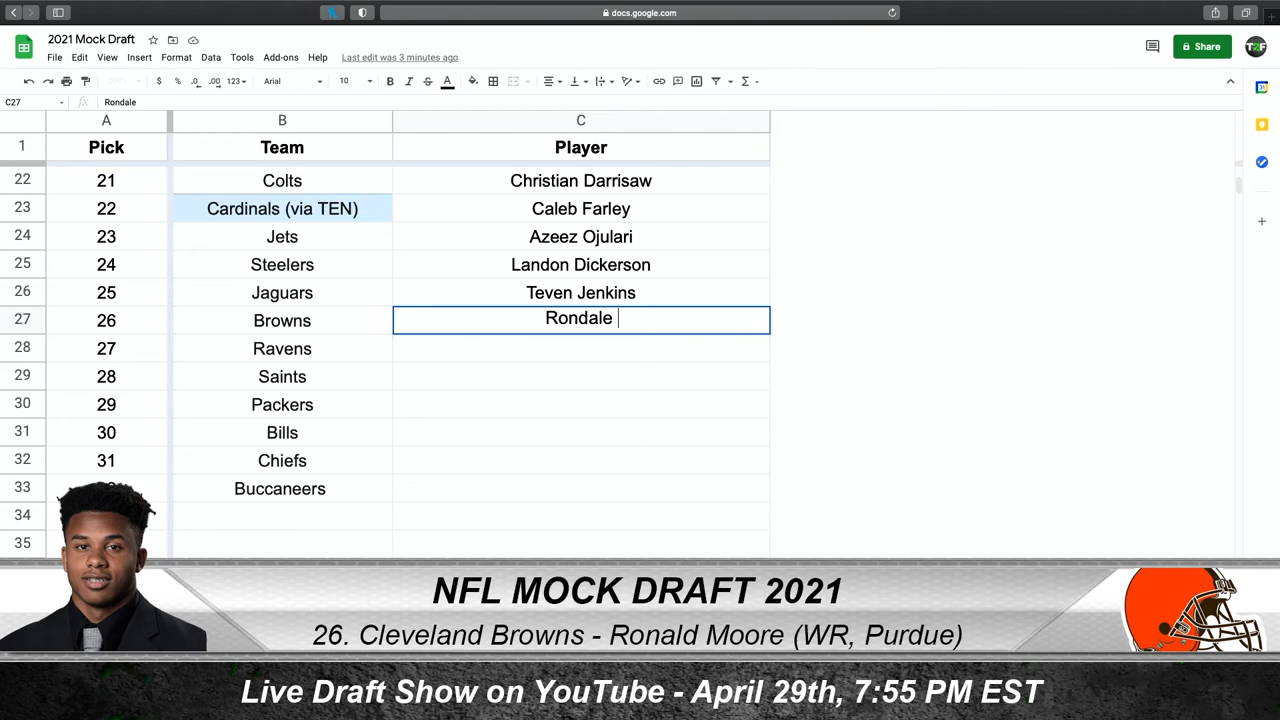 docs.google.com
2021 Mock Draft
Share
T2F
File Edit View Insert Format Data Tools Add-ons Help Last edit was 3 minutes ago
$ % .0 .00 123 Arial 10 B I S A
C27 fx Rondale
A B C
1 Pick Team Player
22 21 Colts Christian Darrisaw
23 22 Cardinals (via TEN) Caleb Farley
24 23 Jets Azeez Ojulari
25 24 Steelers Landon Dickerson
26 25 Jaguars Teven Jenkins
27 26 Browns Rondale
28 27 Ravens
29 28 Saints
30 29 Packers
31 30 Bills
32 31 Chiefs
33 Buccaneers
34
35
NFL MOCK DRAFT 2021
26. Cleveland Browns - Ronald Moore (WR, Purdue)
Live Draft Show on YouTube - April 29th, 7:55 PM EST